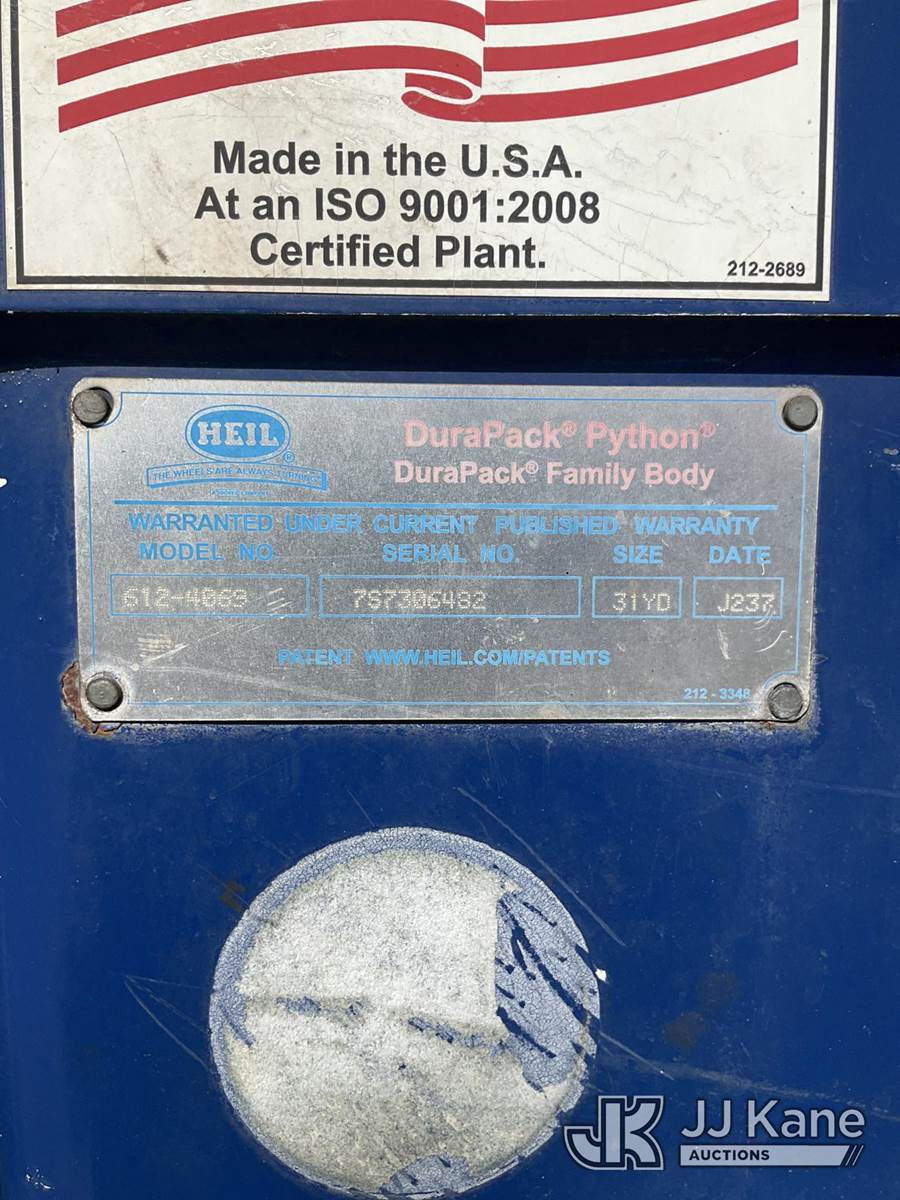 Made in the U.S.A.
At an ISO 9001:2008
Certified Plant.
212-2689
HEIL®
THE WHEELS ARE ALWAYS TURNING
DuraPack® Python®
DuraPack® Family Body
WARRANTED UNDER CURRENT PUBLISHED WARRANTY
MODEL NO. SERIAL NO. SIZE DATE
612-4069 7S7306482 31YD J237
PATENT WWW.HEIL.COM/PATENTS
212 - 3348
JK JJ Kane
AUCTIONS